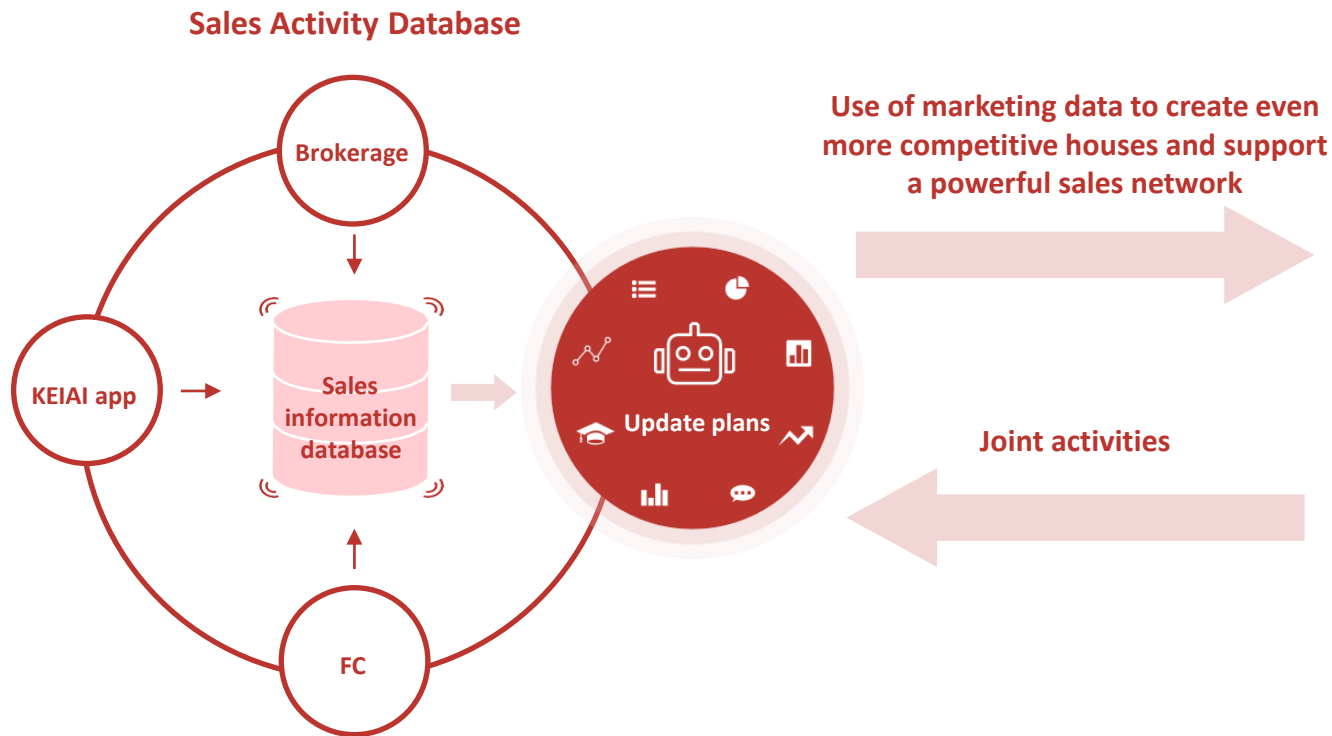 Sales Activity Database
Brokerage
KEIAI app
Sales
information
database
FC
Update plans
Use of marketing data to create even
more competitive houses and support
a powerful sales network
Joint activities